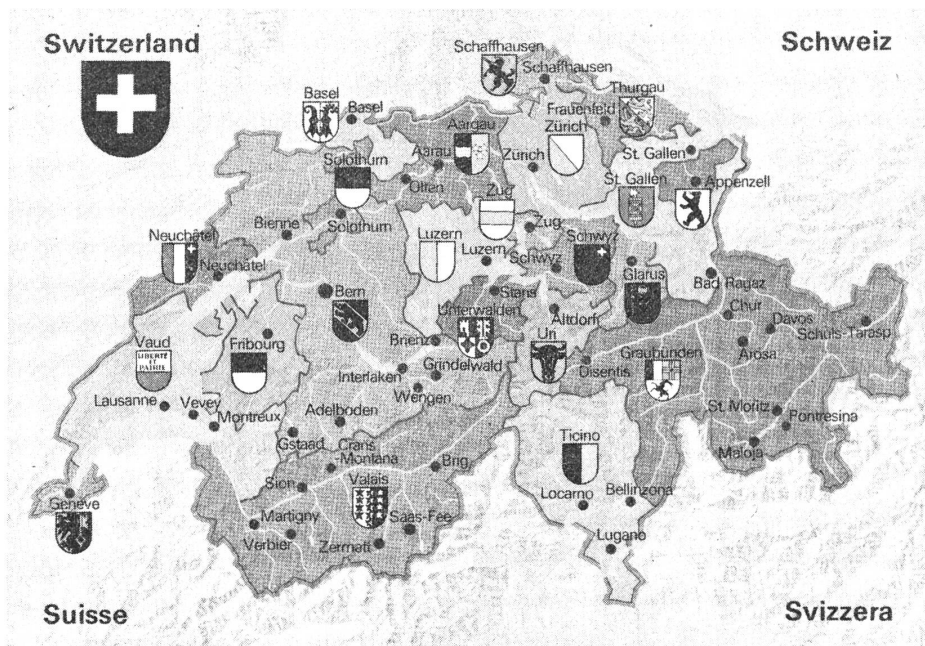 Switzerland
Schweiz
Schaffhausen
Schaffhausen
Basel
Basel
Thurgau
Frauenfeld
Aargau
Zürich
Aarau
Zürich
St. Gallen
Solothurn
Olten
St. Gallen
Appenzell
Zug
Bienne
Solothurn
Zug
Neuchâtel
Luzern
Luzern
Schwyz
Schwyz
Neuchâtel
Glarus
Bad Ragaz
Bern
Stans
Unterwalden
Altdorf
Chur
Davos
Schuls-Tarasp
Vaud
LIBERTÉ
ET
PATRIE
Fribourg
Brienz
Uri
Arosa
Interlaken
Grindelwald
Disentis
Graubünden
Wengen
Lausanne
Vevey
Montreux
Adelboden
St. Moritz
Pontresina
Gstaad
Crans
Montana
Ticino
Maloja
Brig
Sion
Valais
Locarno
Bellinzona
Genève
Martigny
Saas-Fee
Verbier
Zermatt
Lugano
Suisse
Svizzera